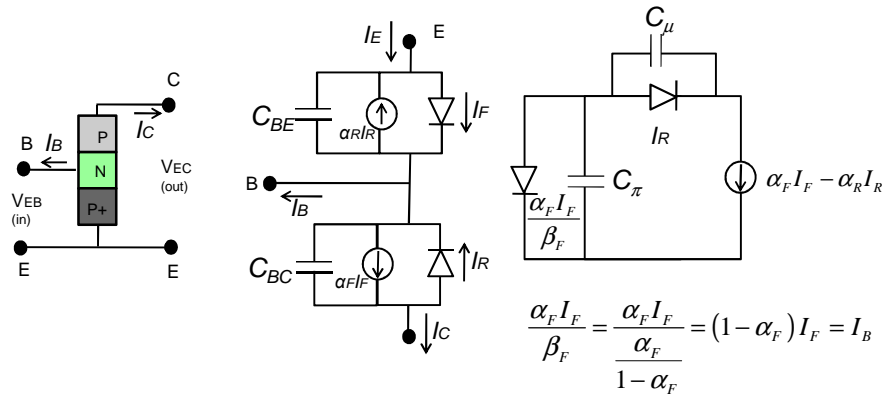 C
P
I_C
B
I_B
N
V_EC
(out)
V_EB
(in)
P+
E
E
I_E
E
C_BE
α_R I_R
I_F
B
I_B
C_BC
α_F I_F
I_R
I_C
C_μ
I_R
C_π
α_F I_F / β_F
α_F I_F − α_R I_R
α_F I_F / β_F = α_F I_F / (α_F / (1 − α_F)) = (1 − α_F) I_F = I_B